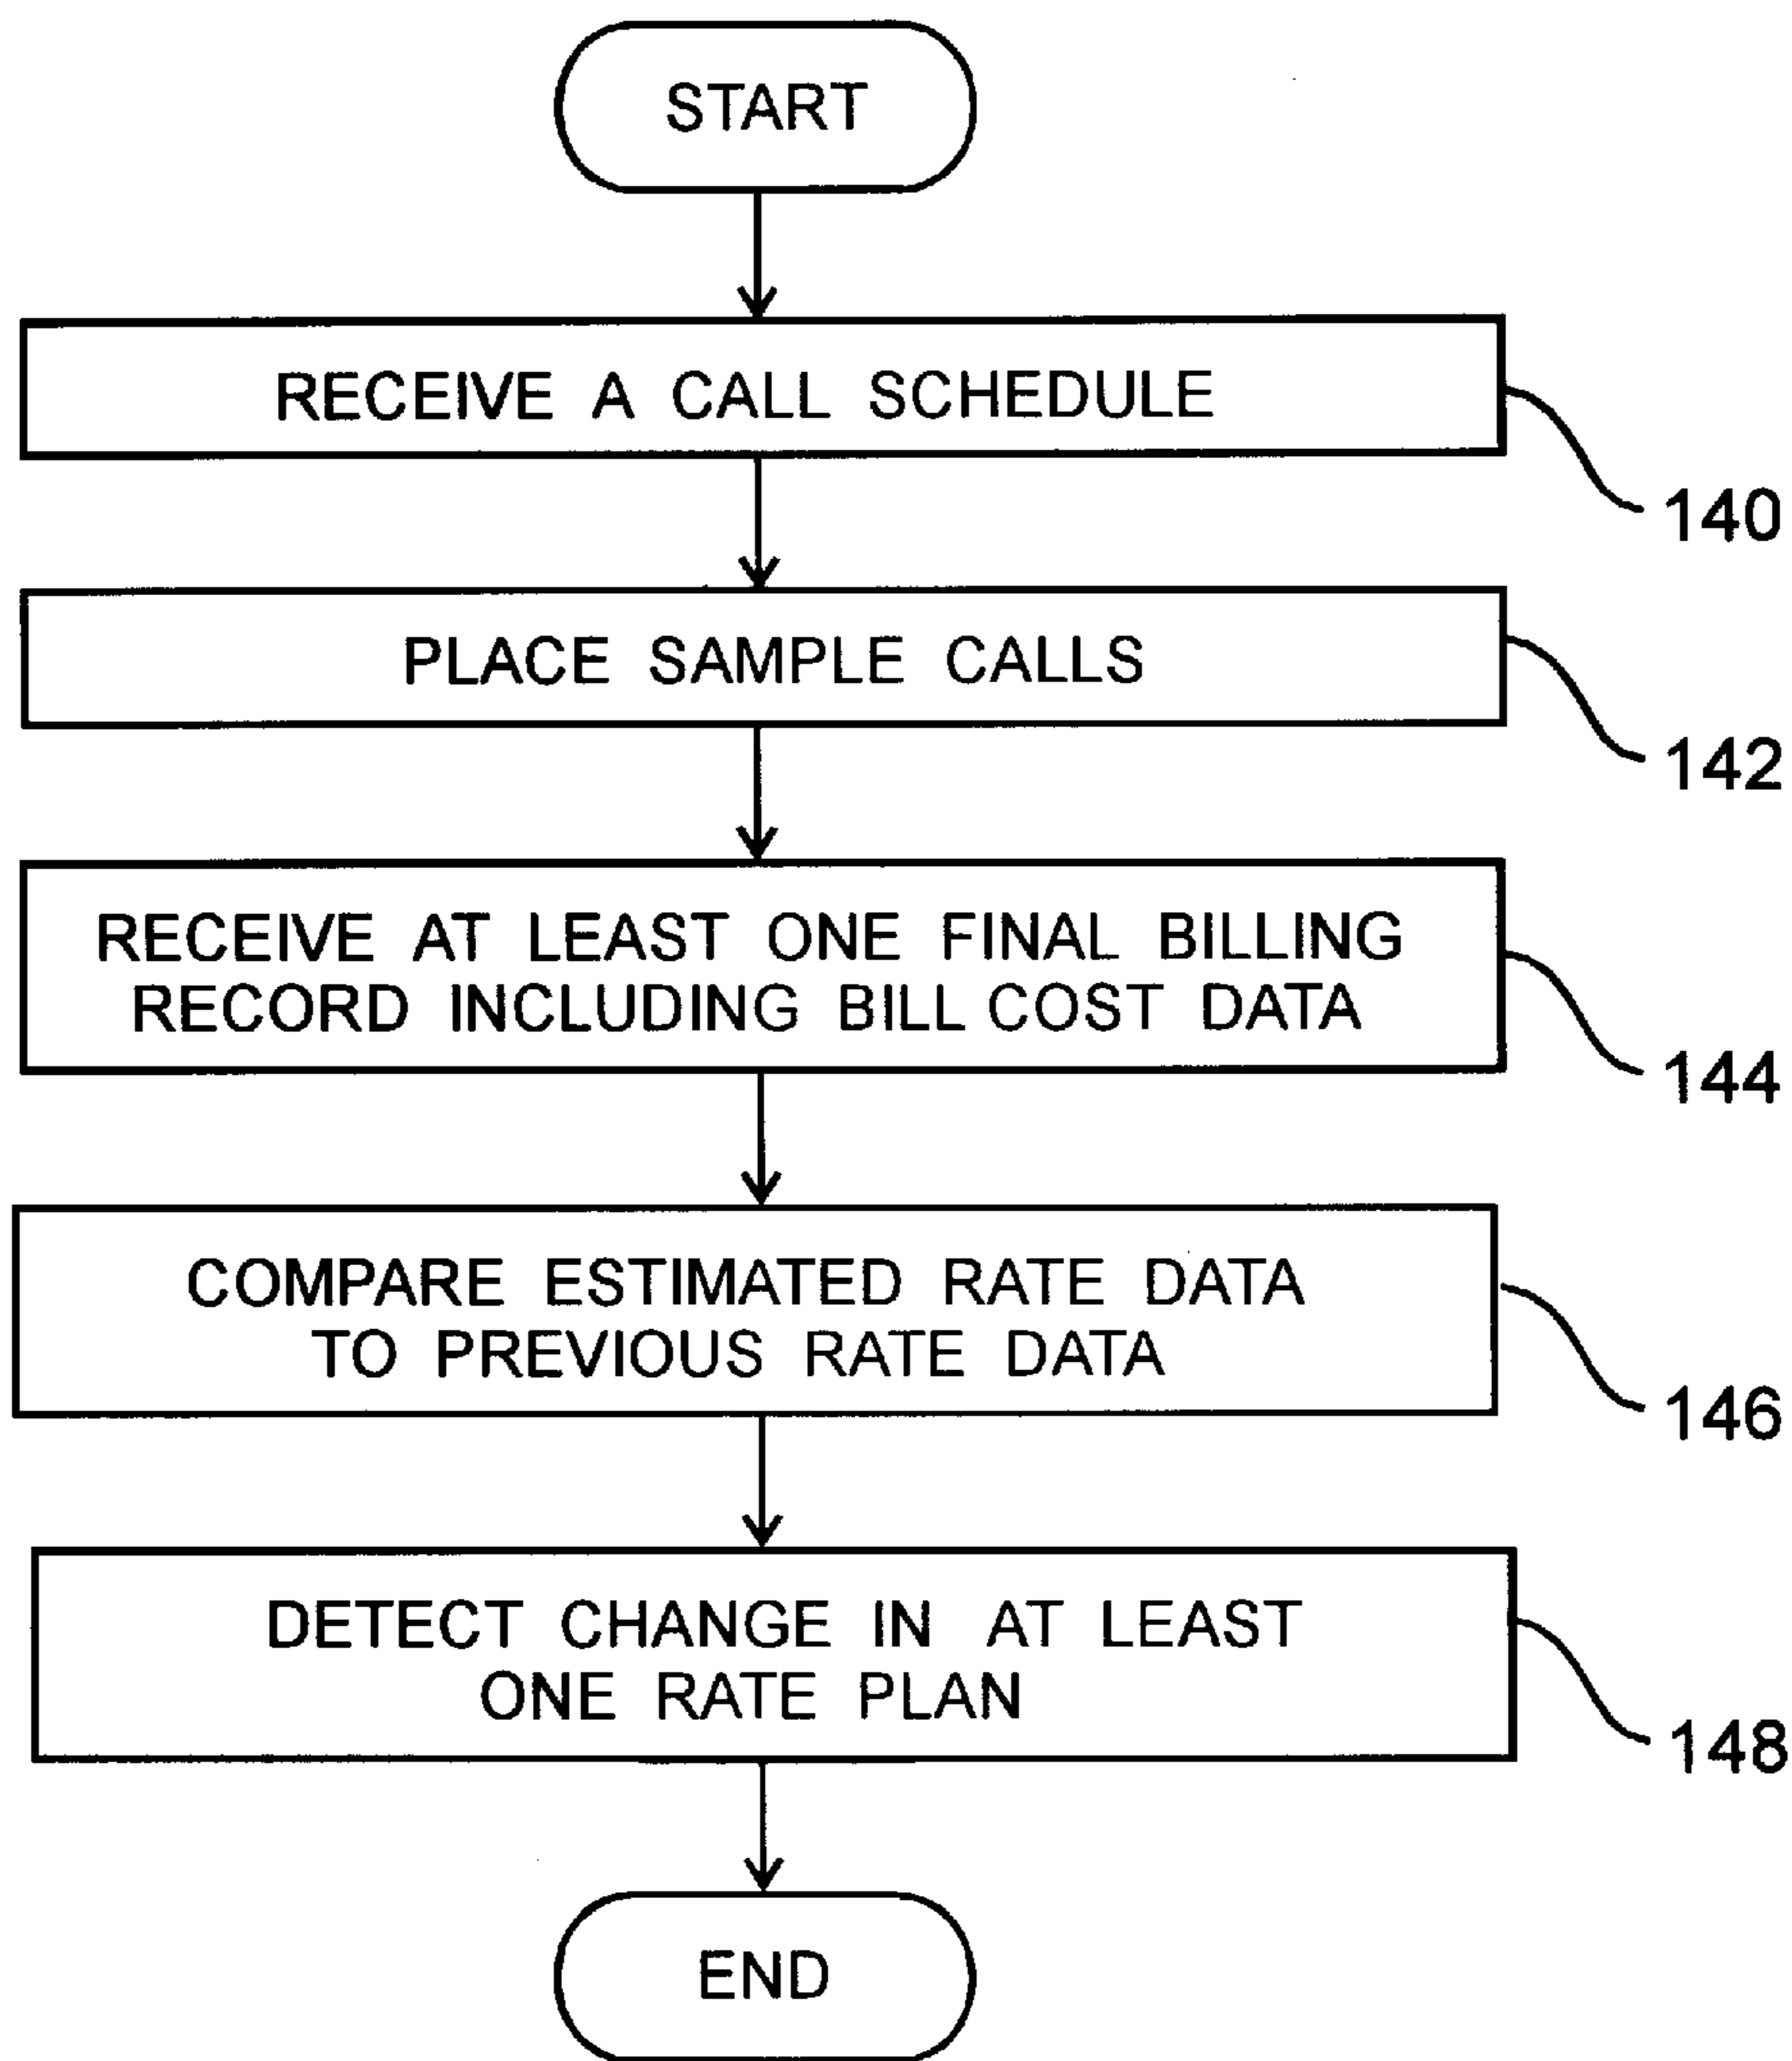 START
RECEIVE A CALL SCHEDULE
140
PLACE SAMPLE CALLS
142
RECEIVE AT LEAST ONE FINAL BILLING
RECORD INCLUDING BILL COST DATA
144
COMPARE ESTIMATED RATE DATA
TO PREVIOUS RATE DATA
146
DETECT CHANGE IN AT LEAST
ONE RATE PLAN
148
END